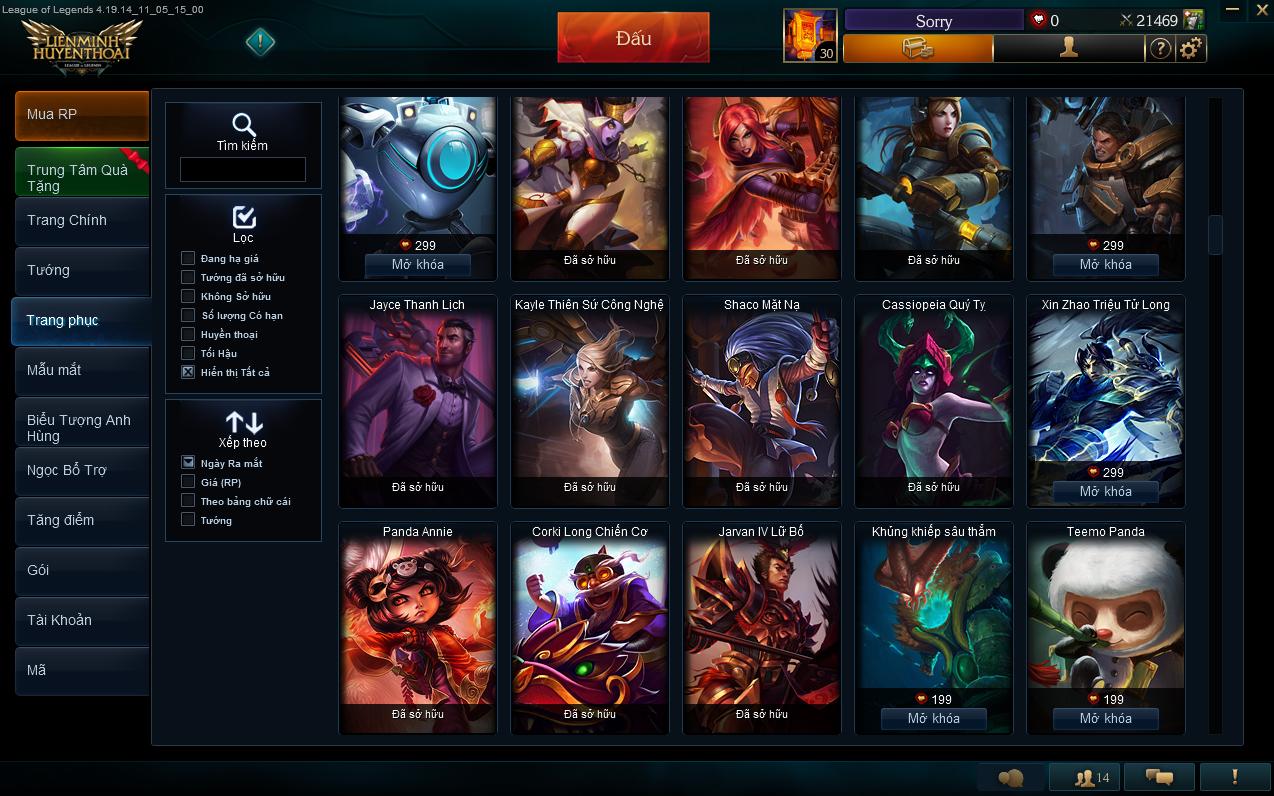 League of Legends 4.19.14_11_05_15_00
LIÊNMINH
HUYỀNTHOẠI
LEAGUE of LEGENDS
Đấu
30
Sorry
0
21469
?
Mua RP
Trung Tâm Quà
Tặng
Trang Chính
Tướng
Trang phục
Mẫu mắt
Biểu Tượng Anh
Hùng
Ngọc Bổ Trợ
Tăng điểm
Gói
Tài Khoản
Mã
Tìm kiếm
Lọc
Đang hạ giá
Tướng đã sở hữu
Không Sở hữu
Số lượng Có hạn
Huyền thoại
Tối Hậu
Hiển thị Tất cả
Xếp theo
Ngày Ra mắt
Giá (RP)
Theo bảng chữ cái
Tướng
299
Mở khóa
Đã sở hữu
Đã sở hữu
Đã sở hữu
299
Mở khóa
Jayce Thanh Lịch
Đã sở hữu
Kayle Thiên Sứ Công Nghệ
Đã sở hữu
Shaco Mặt Nạ
Đã sở hữu
Cassiopeia Quý Tỵ
Đã sở hữu
Xin Zhao Triệu Tử Long
299
Mở khóa
Panda Annie
Đã sở hữu
Corki Long Chiến Cơ
Đã sở hữu
Jarvan IV Lữ Bố
Đã sở hữu
Khủng khiếp sâu thẳm
199
Mở khóa
Teemo Panda
199
Mở khóa
14